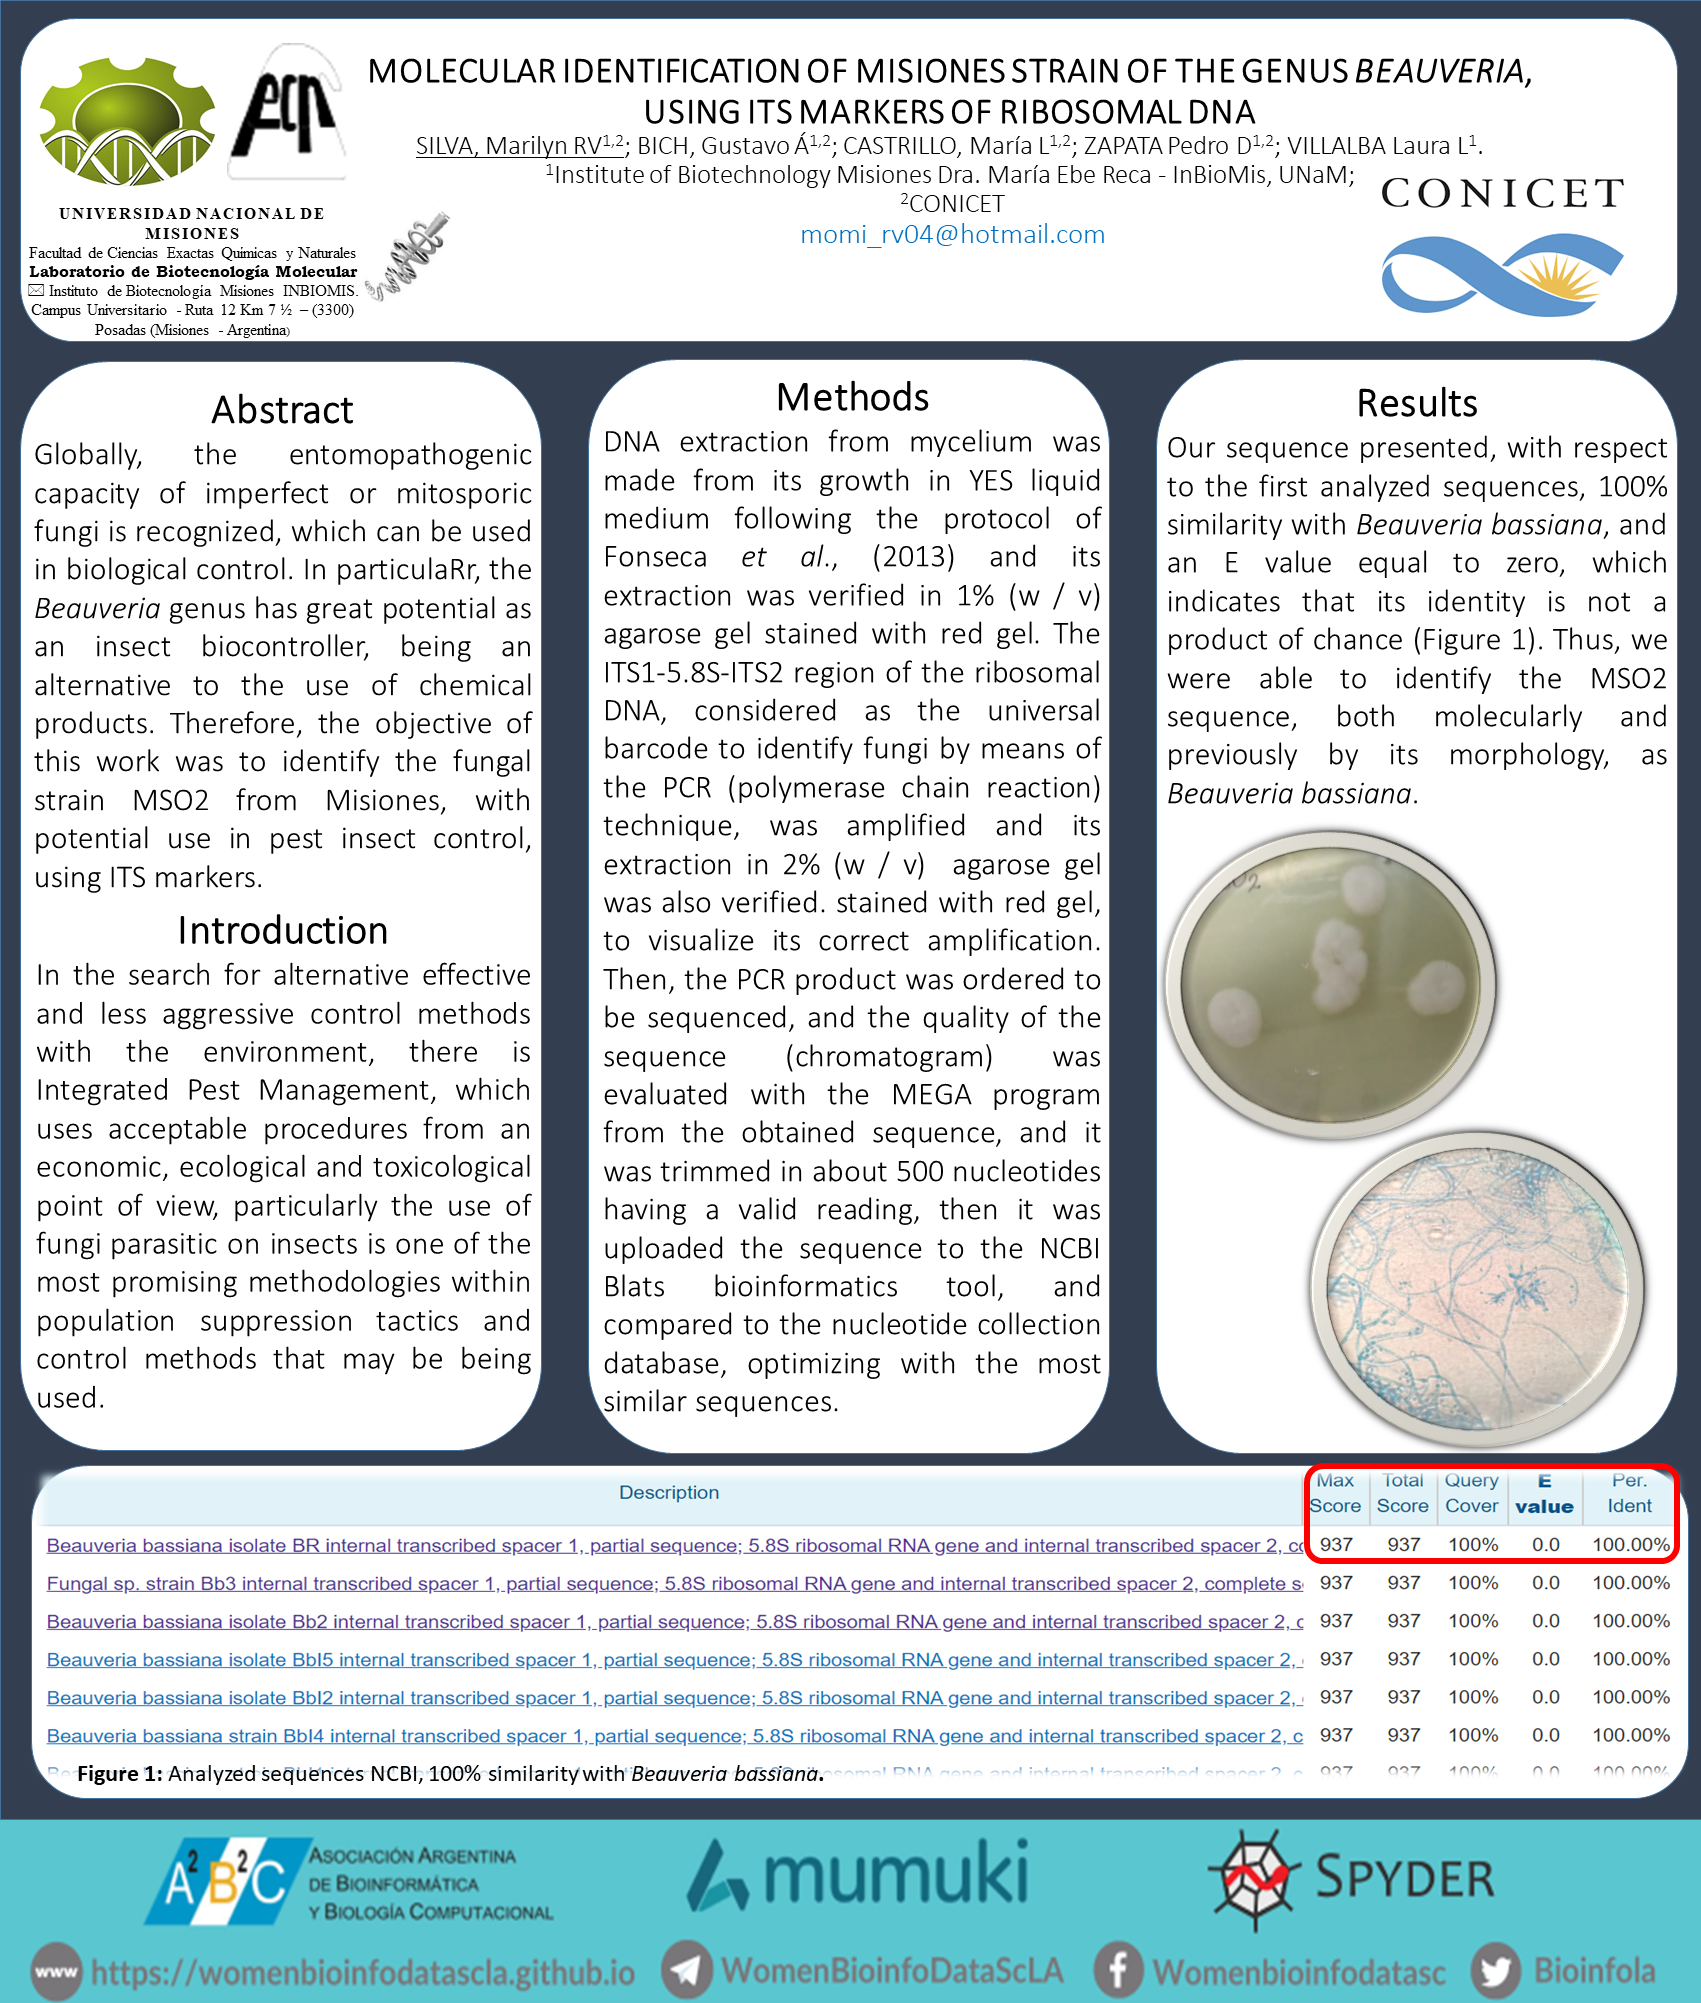 MOLECULAR IDENTIFICATION OF MISIONES STRAIN OF THE GENUS BEAUVERIA,
USING ITS MARKERS OF RIBOSOMAL DNA
SILVA, Marilyn RV1,2; BICH, Gustavo Á1,2; CASTRILLO, María L1,2; ZAPATA Pedro D1,2; VILLALBA Laura L1.
1Institute of Biotechnology Misiones Dra. María Ebe Reca - InBioMis, UNaM;
2CONICET
momi_rv04@hotmail.com
ecn
UNIVERSIDAD NACIONAL DE
MISIONES
Facultad de Ciencias Exactas Químicas y Naturales
Laboratorio de Biotecnología Molecular
Instituto de Biotecnología Misiones INBIOMIS.
Campus Universitario - Ruta 12 Km 7 ½ – (3300)
Posadas (Misiones - Argentina)
CONICET
Abstract
Globally, the entomopathogenic
capacity of imperfect or mitosporic
fungi is recognized, which can be used
in biological control. In particulaRr, the
Beauveria genus has great potential as
an insect biocontroller, being an
alternative to the use of chemical
products. Therefore, the objective of
this work was to identify the fungal
strain MSO2 from Misiones, with
potential use in pest insect control,
using ITS markers.
Introduction
In the search for alternative effective
and less aggressive control methods
with the environment, there is
Integrated Pest Management, which
uses acceptable procedures from an
economic, ecological and toxicological
point of view, particularly the use of
fungi parasitic on insects is one of the
most promising methodologies within
population suppression tactics and
control methods that may be being
used.
Methods
DNA extraction from mycelium was
made from its growth in YES liquid
medium following the protocol of
Fonseca et al., (2013) and its
extraction was verified in 1% (w / v)
agarose gel stained with red gel. The
ITS1-5.8S-ITS2 region of the ribosomal
DNA, considered as the universal
barcode to identify fungi by means of
the PCR (polymerase chain reaction)
technique, was amplified and its
extraction in 2% (w / v) agarose gel
was also verified. stained with red gel,
to visualize its correct amplification.
Then, the PCR product was ordered to
be sequenced, and the quality of the
sequence (chromatogram) was
evaluated with the MEGA program
from the obtained sequence, and it
was trimmed in about 500 nucleotides
having a valid reading, then it was
uploaded the sequence to the NCBI
Blats bioinformatics tool, and
compared to the nucleotide collection
database, optimizing with the most
similar sequences.
Results
Our sequence presented, with respect
to the first analyzed sequences, 100%
similarity with Beauveria bassiana, and
an E value equal to zero, which
indicates that its identity is not a
product of chance (Figure 1). Thus, we
were able to identify the MSO2
sequence, both molecularly and
previously by its morphology, as
Beauveria bassiana.
Description Max Score Total Score Query Cover E value Per. Ident
Beauveria bassiana isolate BR internal transcribed spacer 1, partial sequence; 5.8S ribosomal RNA gene and internal transcribed spacer 2, co 937 937 100% 0.0 100.00%
Fungal sp. strain Bb3 internal transcribed spacer 1, partial sequence; 5.8S ribosomal RNA gene and internal transcribed spacer 2, complete s 937 937 100% 0.0 100.00%
Beauveria bassiana isolate Bb2 internal transcribed spacer 1, partial sequence; 5.8S ribosomal RNA gene and internal transcribed spacer 2, c 937 937 100% 0.0 100.00%
Beauveria bassiana isolate BbI5 internal transcribed spacer 1, partial sequence; 5.8S ribosomal RNA gene and internal transcribed spacer 2, 937 937 100% 0.0 100.00%
Beauveria bassiana isolate BbI2 internal transcribed spacer 1, partial sequence; 5.8S ribosomal RNA gene and internal transcribed spacer 2, 937 937 100% 0.0 100.00%
Beauveria bassiana strain BbI4 internal transcribed spacer 1, partial sequence; 5.8S ribosomal RNA gene and internal transcribed spacer 2, c 937 937 100% 0.0 100.00%
937 937 100% 0.0 100.00%
Figure 1: Analyzed sequences NCBI, 100% similarity with Beauveria bassiana.
A2B2C
ASOCIACIÓN ARGENTINA
DE BIOINFORMÁTICA
Y BIOLOGÍA COMPUTACIONAL
mumuki
SPYDER
www https://womenbioinfodatascla.github.io
WomenBioinfoDataScLA
Womenbioinfodatasc
Bioinfola